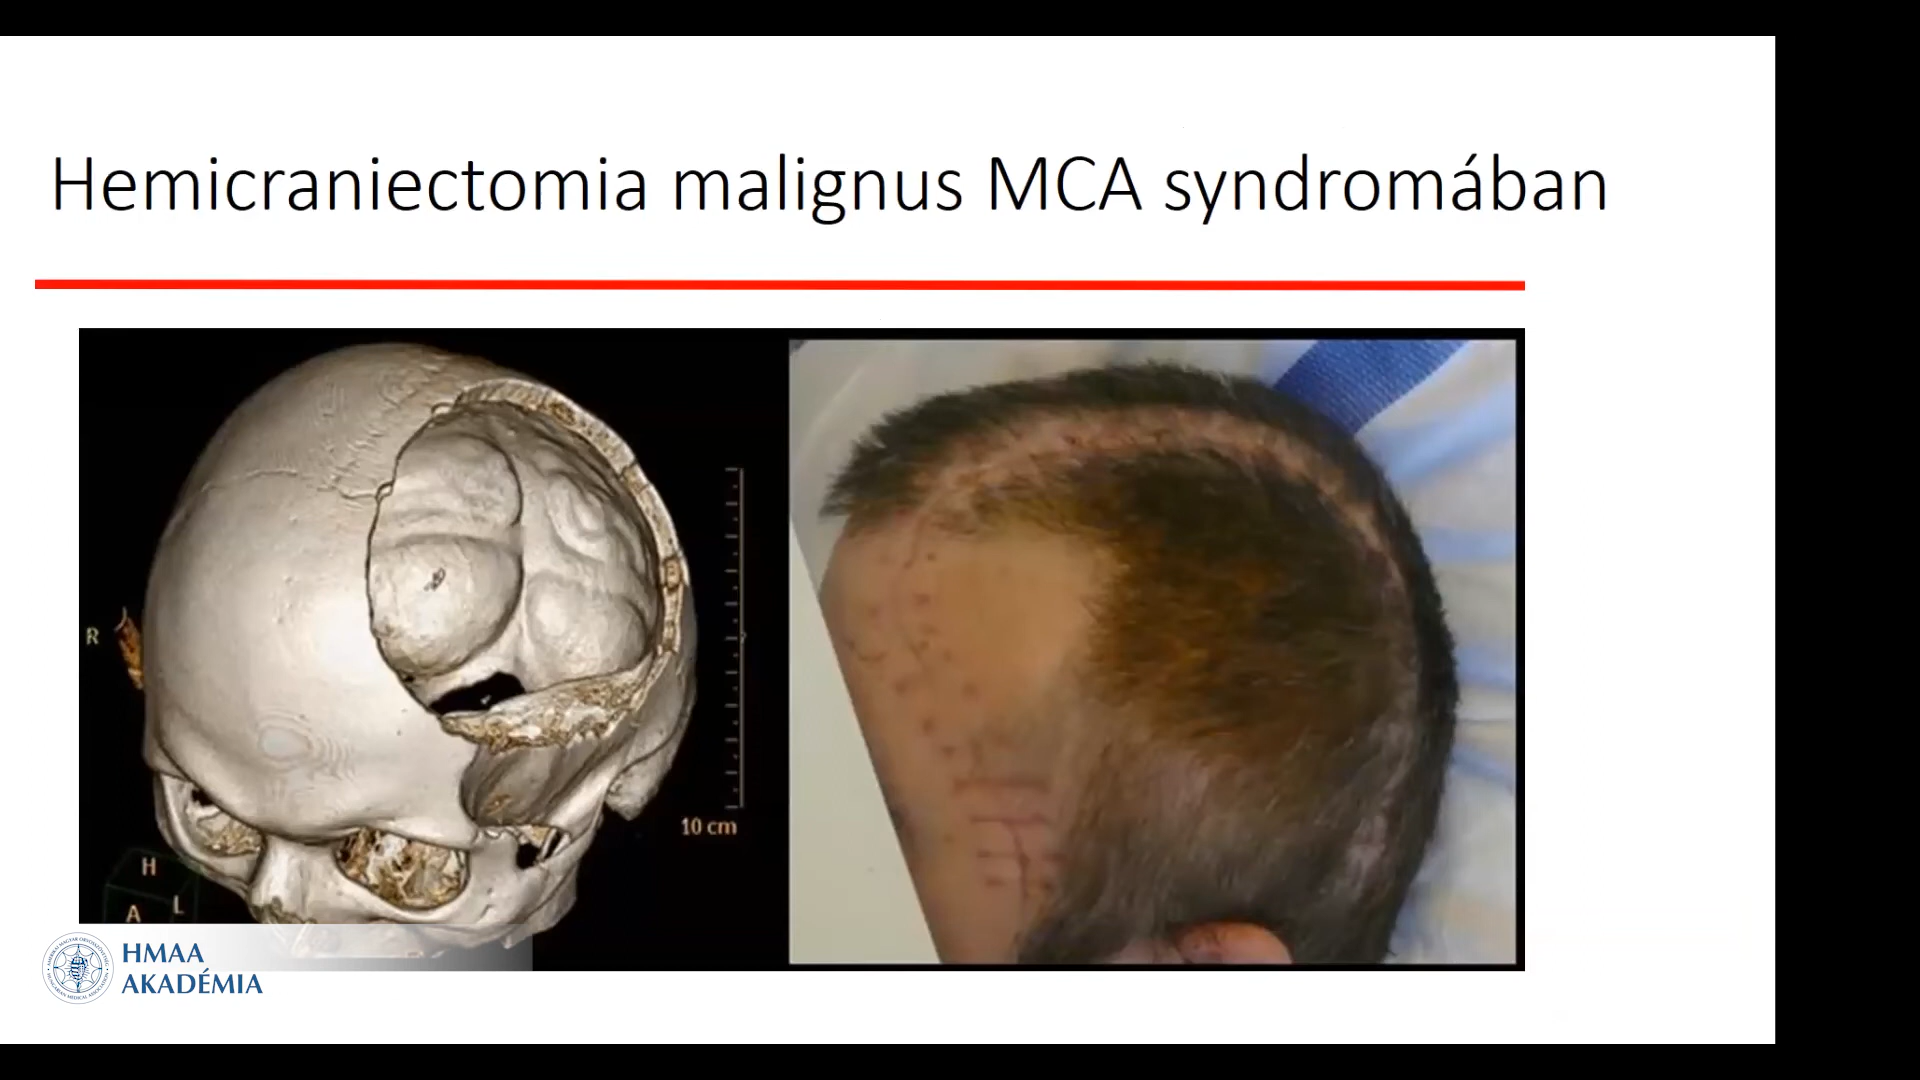 Hemicraniectomia malignus MCA syndromában
R
10 cm
H
A
L
HMAA
AKADÉMIA